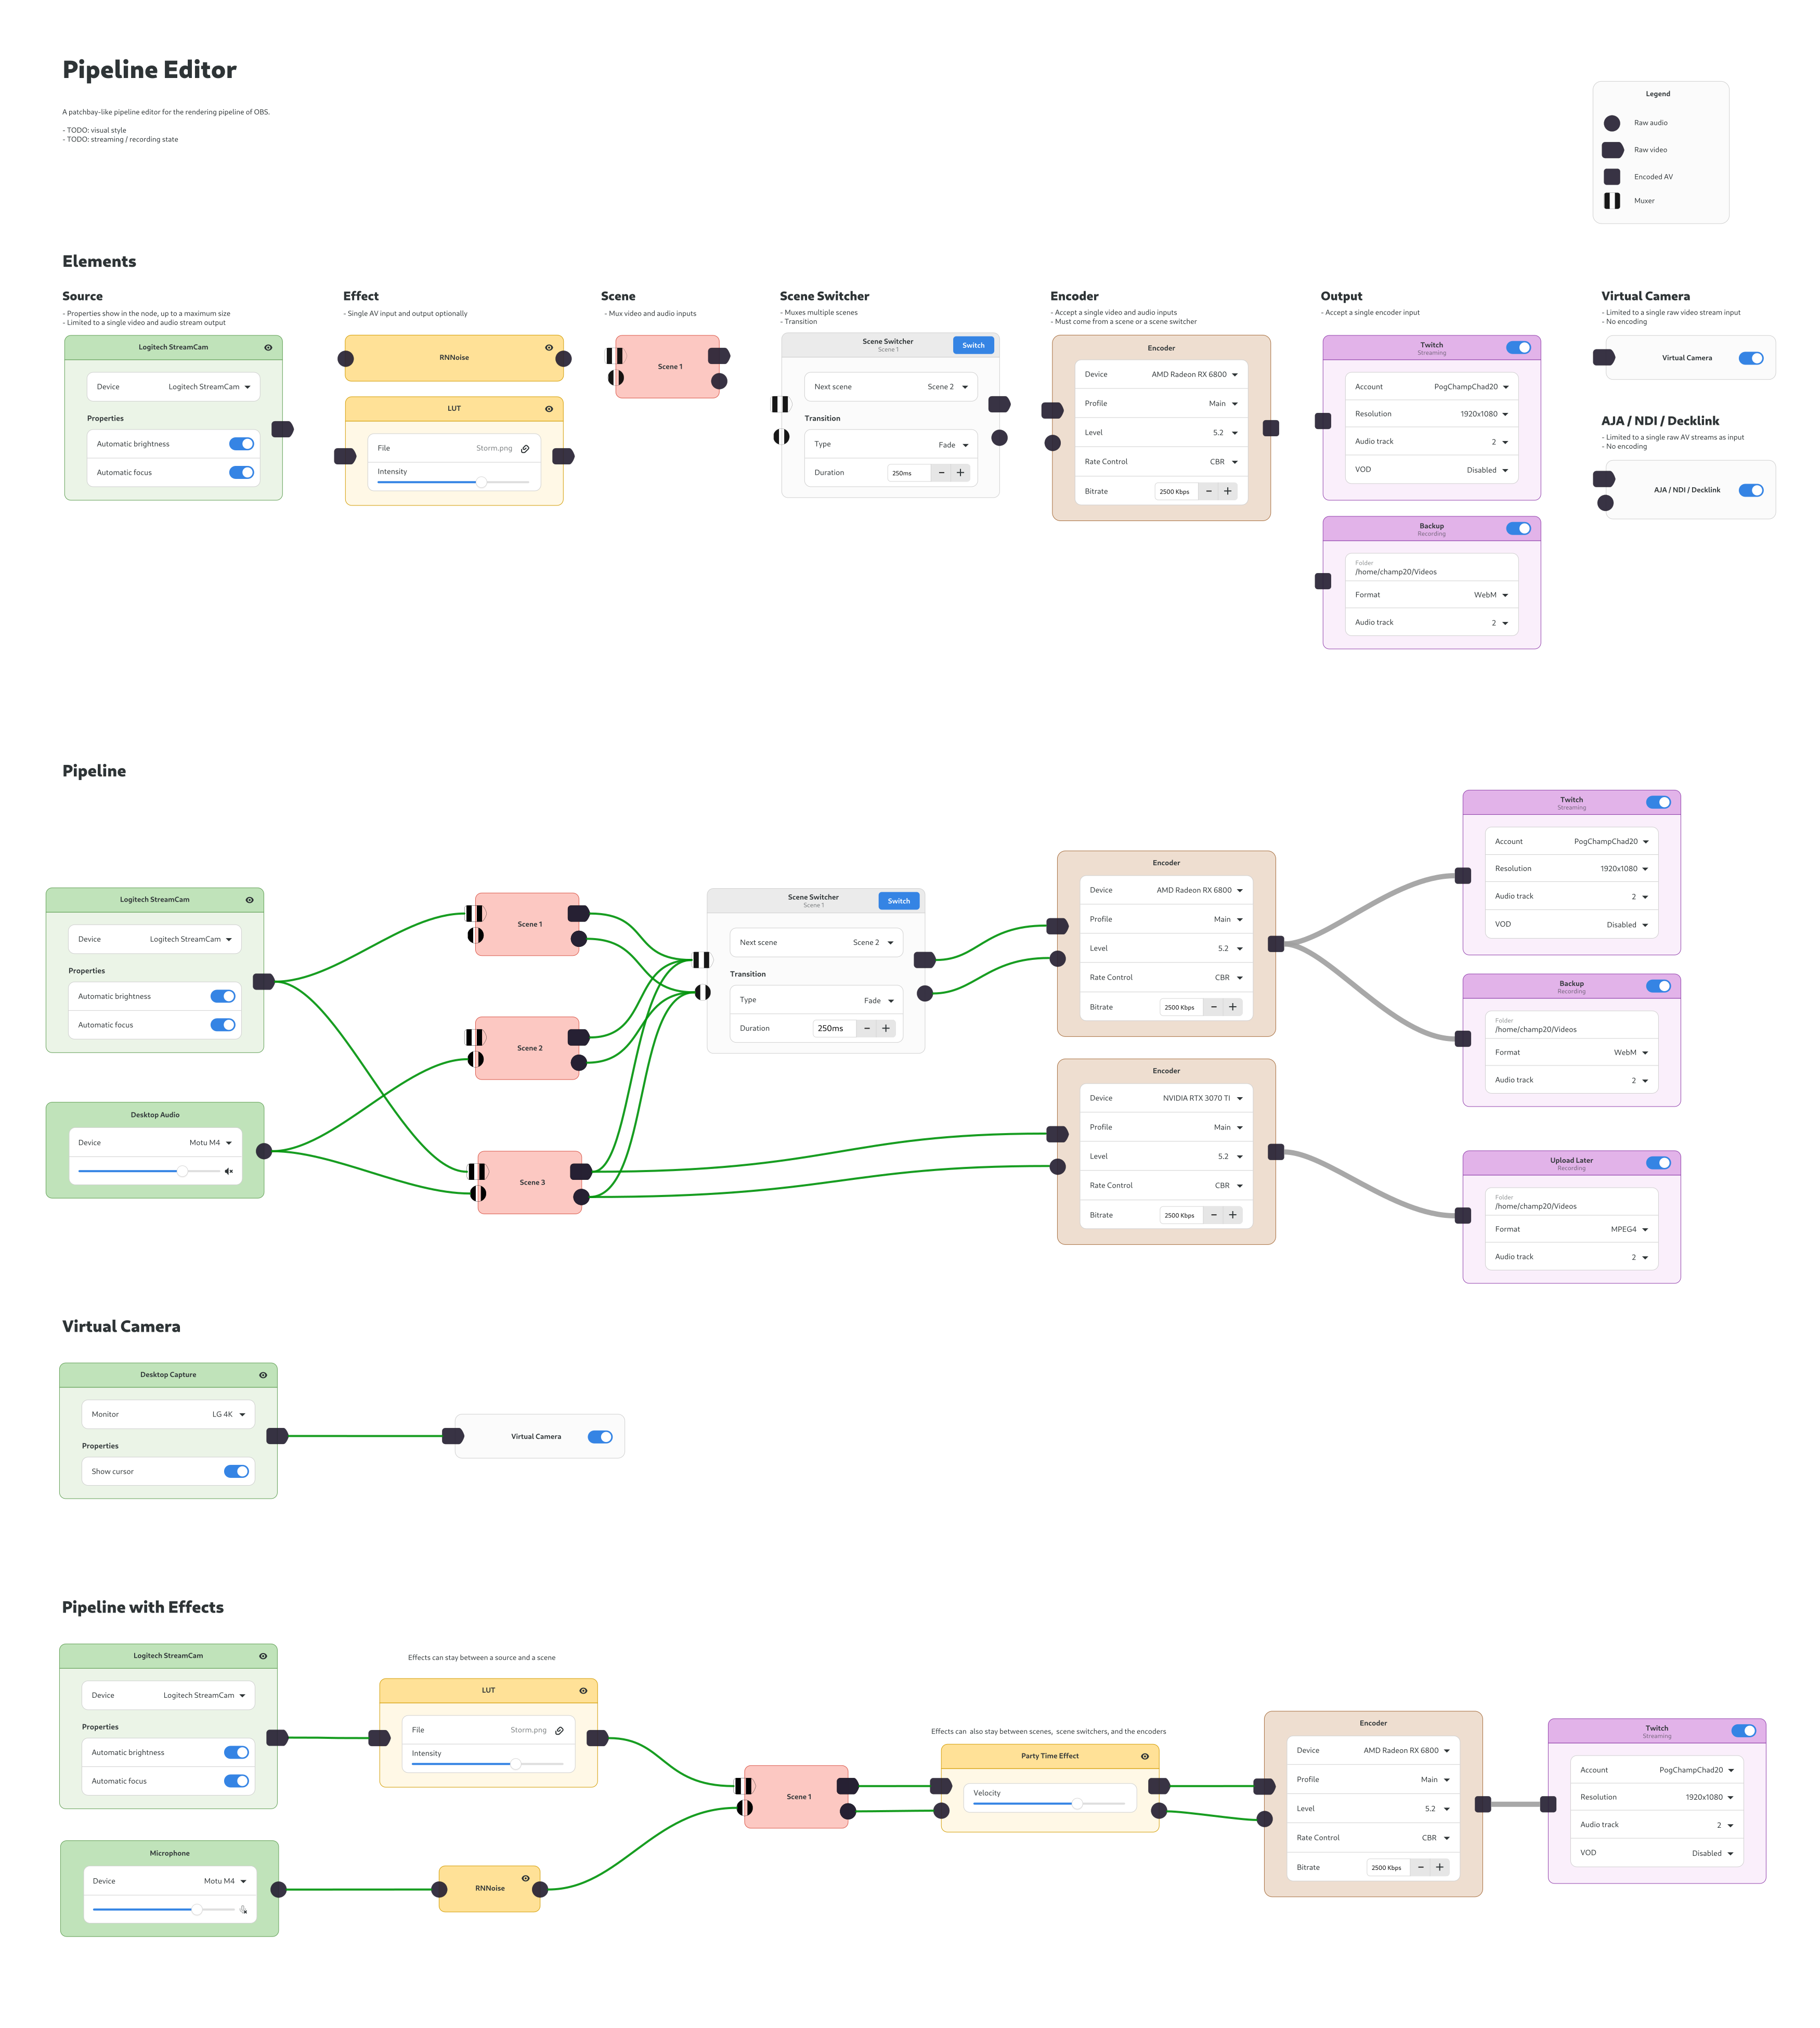 Pipeline Editor
A patchbay-like pipeline editor for the rendering pipeline of OBS.
- TODO: visual style
- TODO: streaming / recording state
Legend
Raw audio
Raw video
Encoded AV
Muxer
Elements
Source
- Properties show in the node, up to a maximum size
- Limited to a single video and audio stream output
Logitech StreamCam
Device Logitech StreamCam
Properties
Automatic brightness
Automatic focus
Effect
- Single AV input and output optionally
RNNoise
LUT
File Storm.png
Intensity
Scene
- Mux video and audio inputs
Scene 1
Scene Switcher
- Muxes multiple scenes
- Transition
Scene Switcher
Scene 1
Switch
Next scene Scene 2
Transition
Type Fade
Duration 250ms − +
Encoder
- Accept a single video and audio inputs
- Must come from a scene or a scene switcher
Encoder
Device AMD Radeon RX 6800
Profile Main
Level 5.2
Rate Control CBR
Bitrate 2500 Kbps − +
Output
- Accept a single encoder input
Twitch
Streaming
Account PogChampChad20
Resolution 1920x1080
Audio track 2
VOD Disabled
Backup
Recording
Folder
/home/champ20/Videos
Format WebM
Audio track 2
Virtual Camera
- Limited to a single raw video stream input
- No encoding
Virtual Camera
AJA / NDI / Decklink
- Limited to a single raw AV streams as input
- No encoding
AJA / NDI / Decklink
Pipeline
Logitech StreamCam
Device Logitech StreamCam
Properties
Automatic brightness
Automatic focus
Desktop Audio
Device Motu M4
Scene 1
Scene 2
Scene 3
Scene Switcher
Scene 1
Switch
Next scene Scene 2
Transition
Type Fade
Duration 250ms − +
Encoder
Device AMD Radeon RX 6800
Profile Main
Level 5.2
Rate Control CBR
Bitrate 2500 Kbps − +
Encoder
Device NVIDIA RTX 3070 TI
Profile Main
Level 5.2
Rate Control CBR
Bitrate 2500 Kbps − +
Twitch
Streaming
Account PogChampChad20
Resolution 1920x1080
Audio track 2
VOD Disabled
Backup
Recording
Folder
/home/champ20/Videos
Format WebM
Audio track 2
Upload Later
Recording
Folder
/home/champ20/Videos
Format MPEG4
Audio track 2
Virtual Camera
Desktop Capture
Monitor LG 4K
Properties
Show cursor
Virtual Camera
Pipeline with Effects
Logitech StreamCam
Device Logitech StreamCam
Properties
Automatic brightness
Automatic focus
Microphone
Device Motu M4
Effects can stay between a source and a scene
LUT
File Storm.png
Intensity
RNNoise
Scene 1
Effects can also stay between scenes, scene switchers, and the encoders
Party Time Effect
Velocity
Encoder
Device AMD Radeon RX 6800
Profile Main
Level 5.2
Rate Control CBR
Bitrate 2500 Kbps − +
Twitch
Streaming
Account PogChampChad20
Resolution 1920x1080
Audio track 2
VOD Disabled